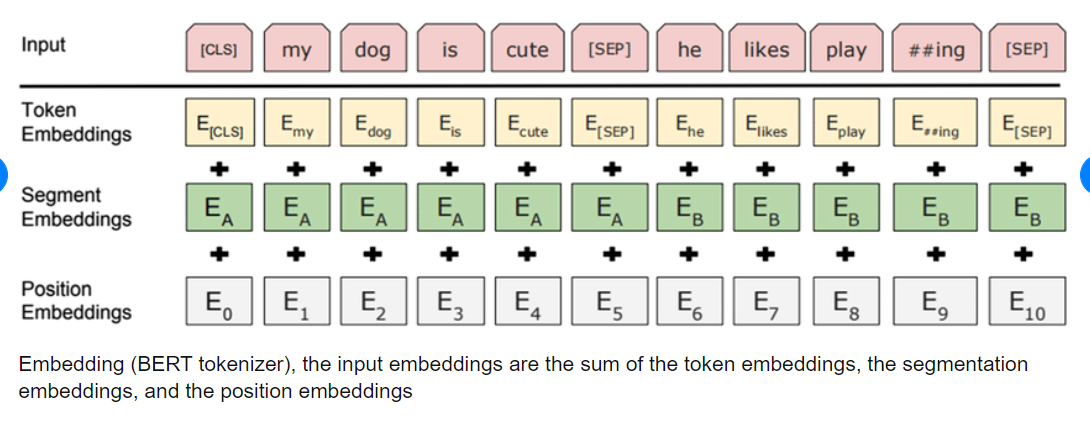 Input [CLS] my dog is cute [SEP] he likes play ##ing [SEP]
Token
Embeddings E[CLS] Emy Edog Eis Ecute E[SEP] Ehe Elikes Eplay E##ing E[SEP]
+ + + + + + + + + + +
Segment
Embeddings EA EA EA EA EA EA EB EB EB EB EB
+ + + + + + + + + + +
Position
Embeddings E0 E1 E2 E3 E4 E5 E6 E7 E8 E9 E10
Embedding (BERT tokenizer), the input embeddings are the sum of the token embeddings, the segmentation
embeddings, and the position embeddings